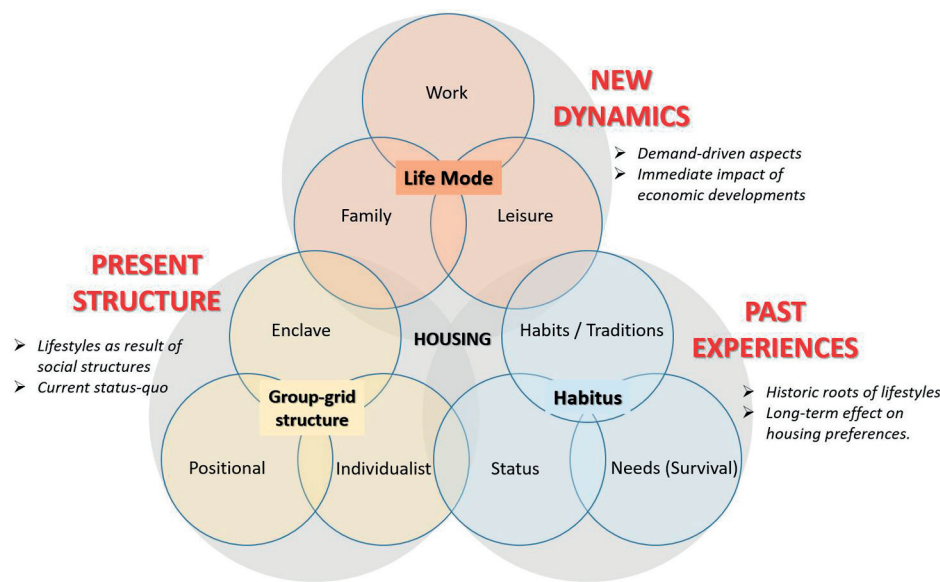 Work
NEW
DYNAMICS
➢ Demand-driven aspects
➢ Immediate impact of
economic developments
Life Mode
Family
Leisure
PRESENT
STRUCTURE
➢ Lifestyles as result of
social structures
➢ Current status-quo
Enclave
HOUSING
Habits / Traditions
PAST
EXPERIENCES
➢ Historic roots of lifestyles
➢ Long-term effect on
housing preferences.
Group-grid
structure
Habitus
Positional
Individualist
Status
Needs (Survival)